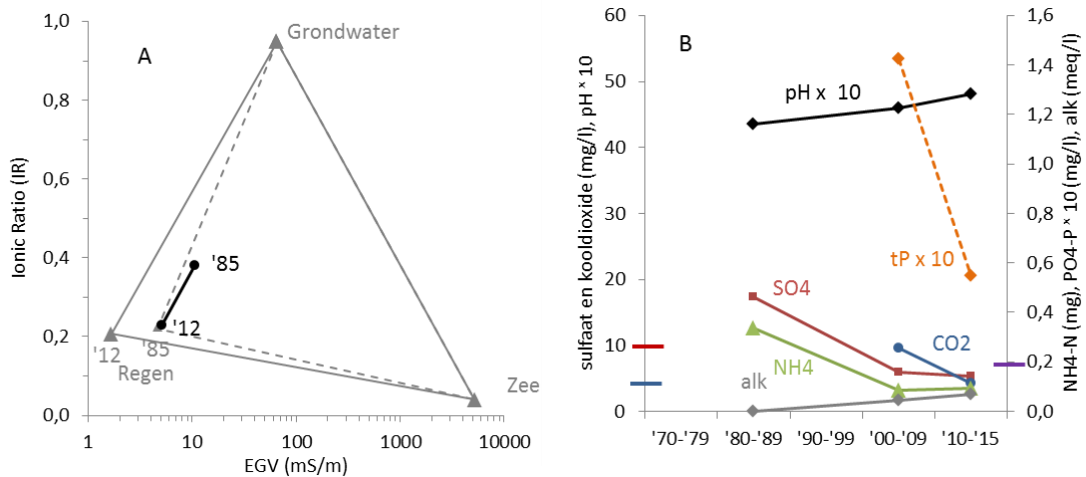 A
Ionic Ratio (IR)
1,0
0,8
0,6
0,4
0,2
0,0
Grondwater
'85
'12
'12
'85
Regen
Zee
1
10
100
1000
10000
EGV (mS/m)
B
sulfaat en kooldioxide (mg/l), pH * 10
60
50
40
30
20
10
0
pH x 10
tP x 10
SO4
CO2
NH4
alk
'70-'79
'80-'89
'90-'99
'00-'09
'10-'15
1,6
1,4
1,2
1,0
0,8
0,6
0,4
0,2
0,0
NH4-N (mg), PO4-P * 10 (mg/l), alk (meq/l)